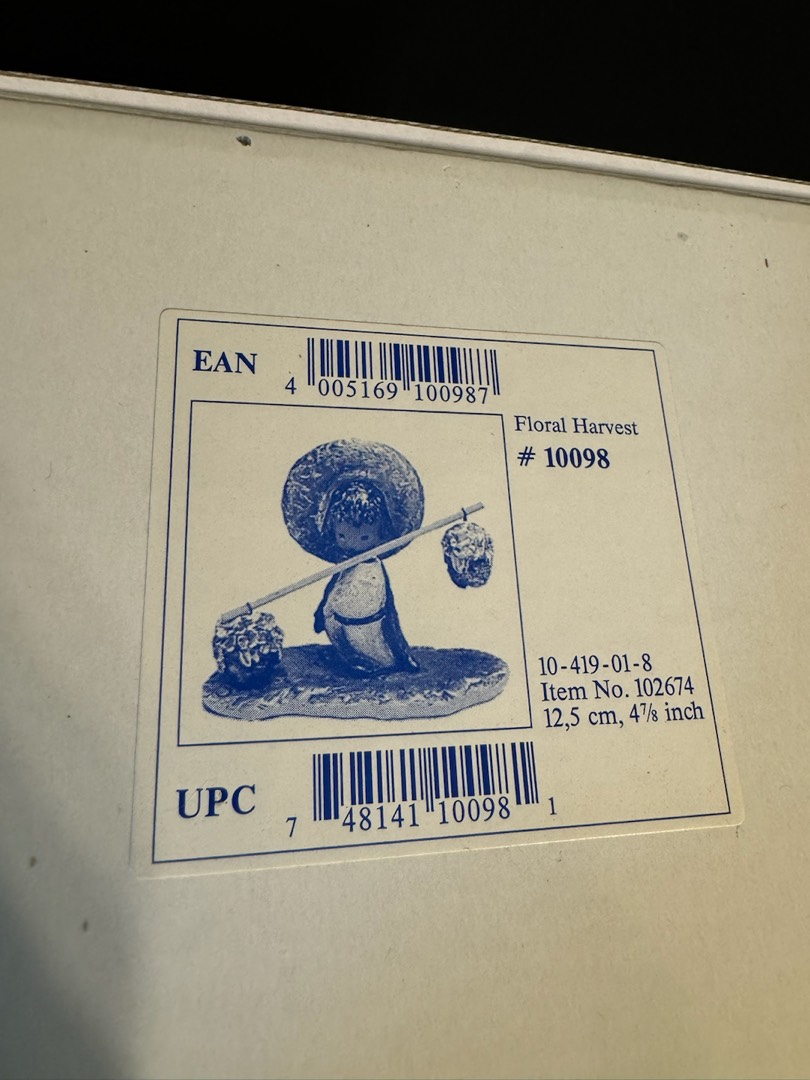 EAN
4 005169 100987
Floral Harvest
# 10098
10-419-01-8
Item No. 102674
12,5 cm, 4⅞ inch
UPC
7 48141 10098 1